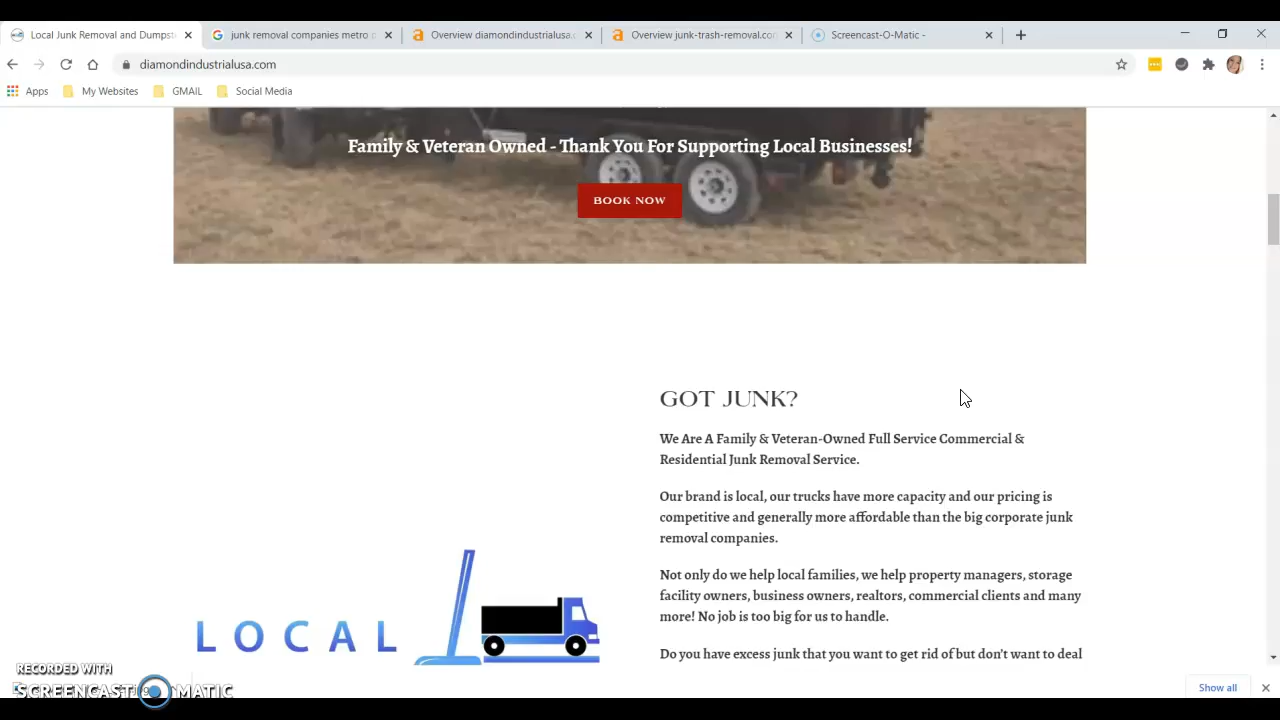 Local Junk Removal and Dumpst
junk removal companies metro
Overview diamondindustrialusa.c
Overview junk-trash-removal.com
Screencast-O-Matic -
diamondindustrialusa.com
Apps
My Websites
GMAIL
Social Media
Family & Veteran Owned - Thank You For Supporting Local Businesses!
BOOK NOW
GOT JUNK?
We Are A Family & Veteran-Owned Full Service Commercial &
Residential Junk Removal Service.
Our brand is local, our trucks have more capacity and our pricing is
competitive and generally more affordable than the big corporate junk
removal companies.
Not only do we help local families, we help property managers, storage
facility owners, business owners, realtors, commercial clients and many
more! No job is too big for us to handle.
LOCAL
Do you have excess junk that you want to get rid of but don't want to deal
RECORDED WITH
SCREENCAST-O-MATIC
Show all